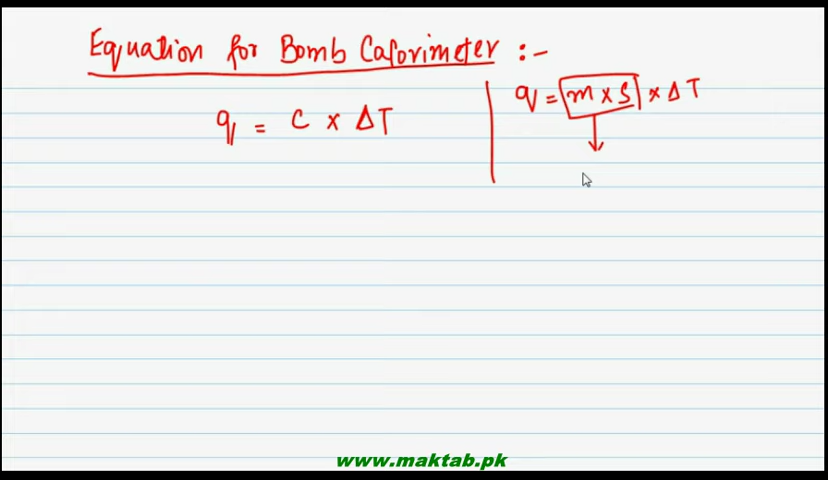 Equation for Bomb Calorimeter :-
q = C × ΔT
q = m × S × ΔT
www.maktab.pk